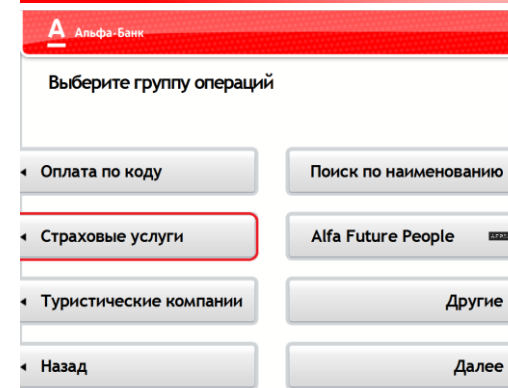 А Альфа-Банк
Выберите группу операций
Оплата по коду
Поиск по наименованию
Страховые услуги
Alfa Future People
Туристические компании
Другие
Назад
Далее